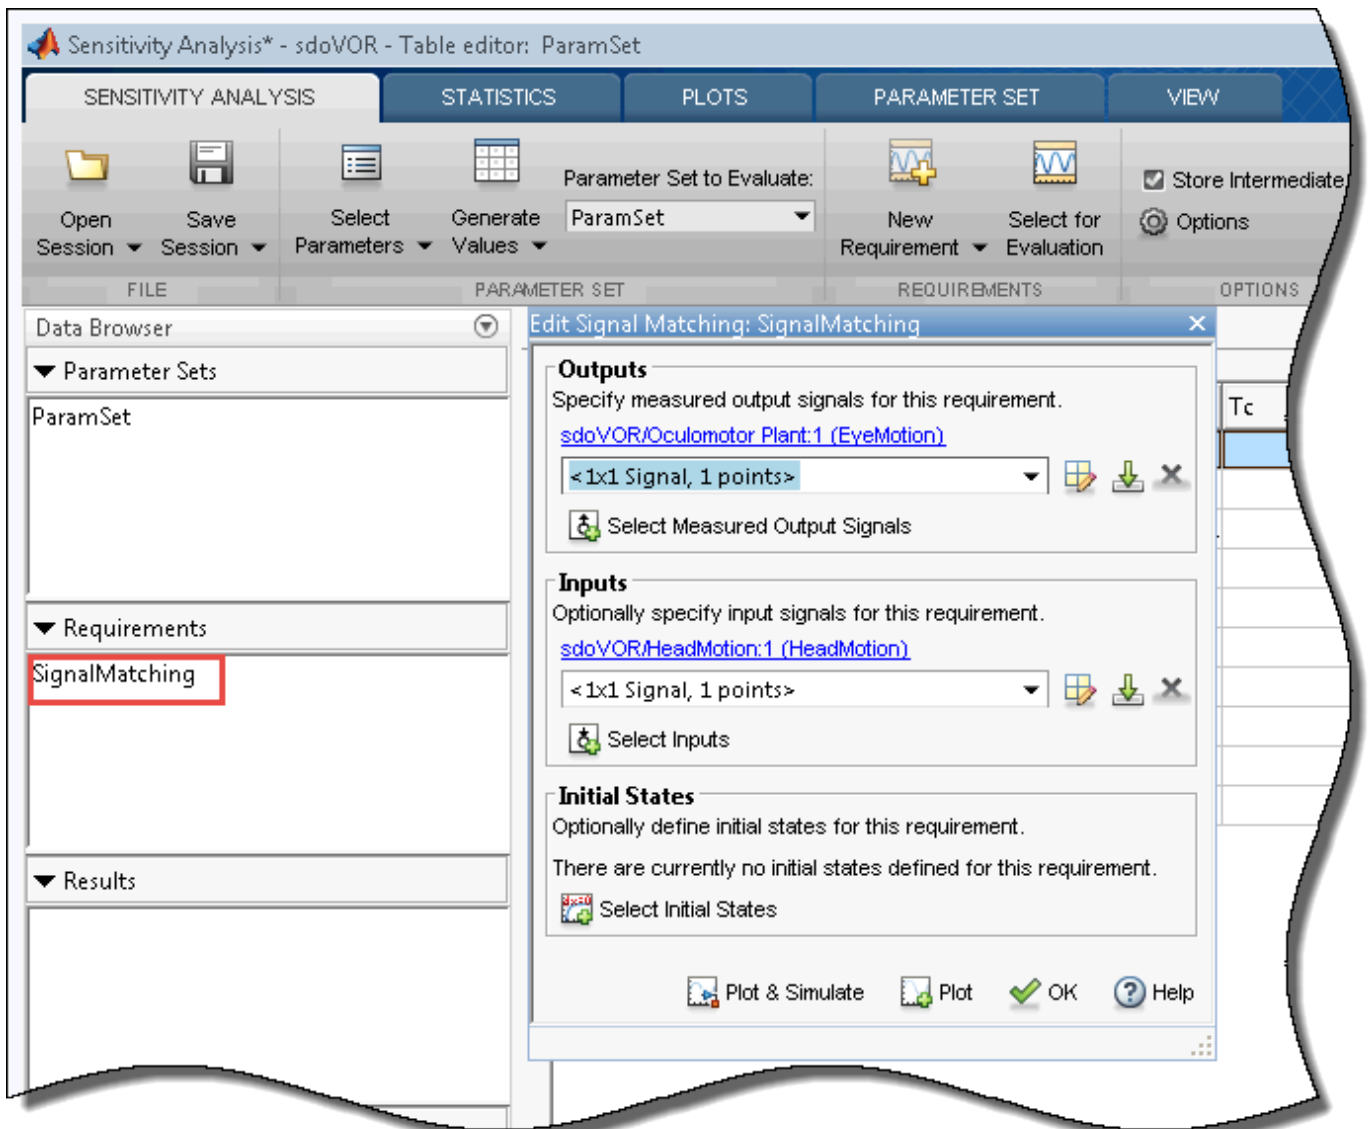 Sensitivity Analysis* - sdoVOR - Table editor: ParamSet
SENSITIVITY ANALYSIS
STATISTICS
PLOTS
PARAMETER SET
VIEW
Open
Session
Save
Session
Select
Parameters
Generate
Values
Parameter Set to Evaluate:
ParamSet
New
Requirement
Select for
Evaluation
Store Intermediate
Options
FILE
PARAMETER SET
REQUIREMENTS
OPTIONS
Data Browser
Parameter Sets
ParamSet
Requirements
SignalMatching
Results
Edit Signal Matching: SignalMatching
Outputs
Specify measured output signals for this requirement.
sdoVOR/Oculomotor Plant:1 (EyeMotion)
<1x1 Signal, 1 points>
Select Measured Output Signals
Inputs
Optionally specify input signals for this requirement.
sdoVOR/HeadMotion:1 (HeadMotion)
<1x1 Signal, 1 points>
Select Inputs
Initial States
Optionally define initial states for this requirement.
There are currently no initial states defined for this requirement.
Select Initial States
Plot & Simulate
Plot
OK
Help
Tc